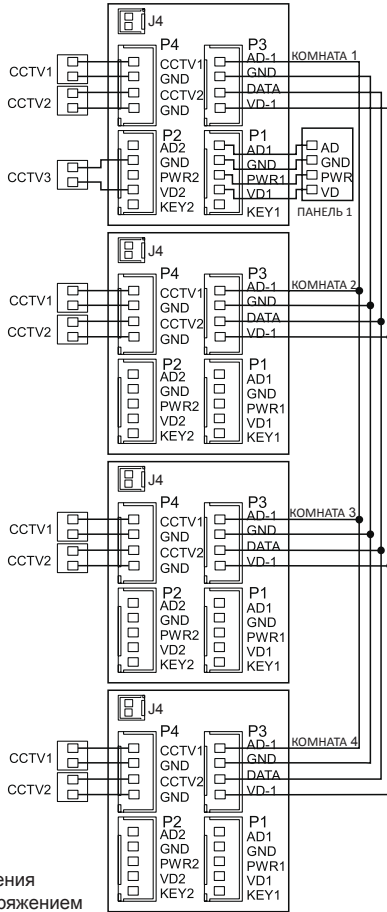 J4
P4 P3
CCTV1 CCTV1 AD-1 КОМНАТА 1
GND GND
CCTV2 CCTV2 DATA
GND VD-1
P2 P1
AD2 AD1 AD
GND GND GND
CCTV3 PWR2 PWR1 PWR
VD2 VD1 VD
KEY2 KEY1 ПАНЕЛЬ 1
J4
P4 P3
CCTV1 CCTV1 AD-1 КОМНАТА 2
GND GND
CCTV2 CCTV2 DATA
GND VD-1
P2 P1
AD2 AD1
GND GND
PWR2 PWR1
VD2 VD1
KEY2 KEY1
J4
P4 P3
CCTV1 CCTV1 AD-1 КОМНАТА 3
GND GND
CCTV2 CCTV2 DATA
GND VD-1
P2 P1
AD2 AD1
GND GND
PWR2 PWR1
VD2 VD1
KEY2 KEY1
J4
P4 P3
CCTV1 CCTV1 AD-1 КОМНАТА 4
GND GND
CCTV2 CCTV2 DATA
GND VD-1
P2 P1
AD2 AD1
GND GND
PWR2 PWR1
VD2 VD1
KEY2 KEY1
ения
ряжением